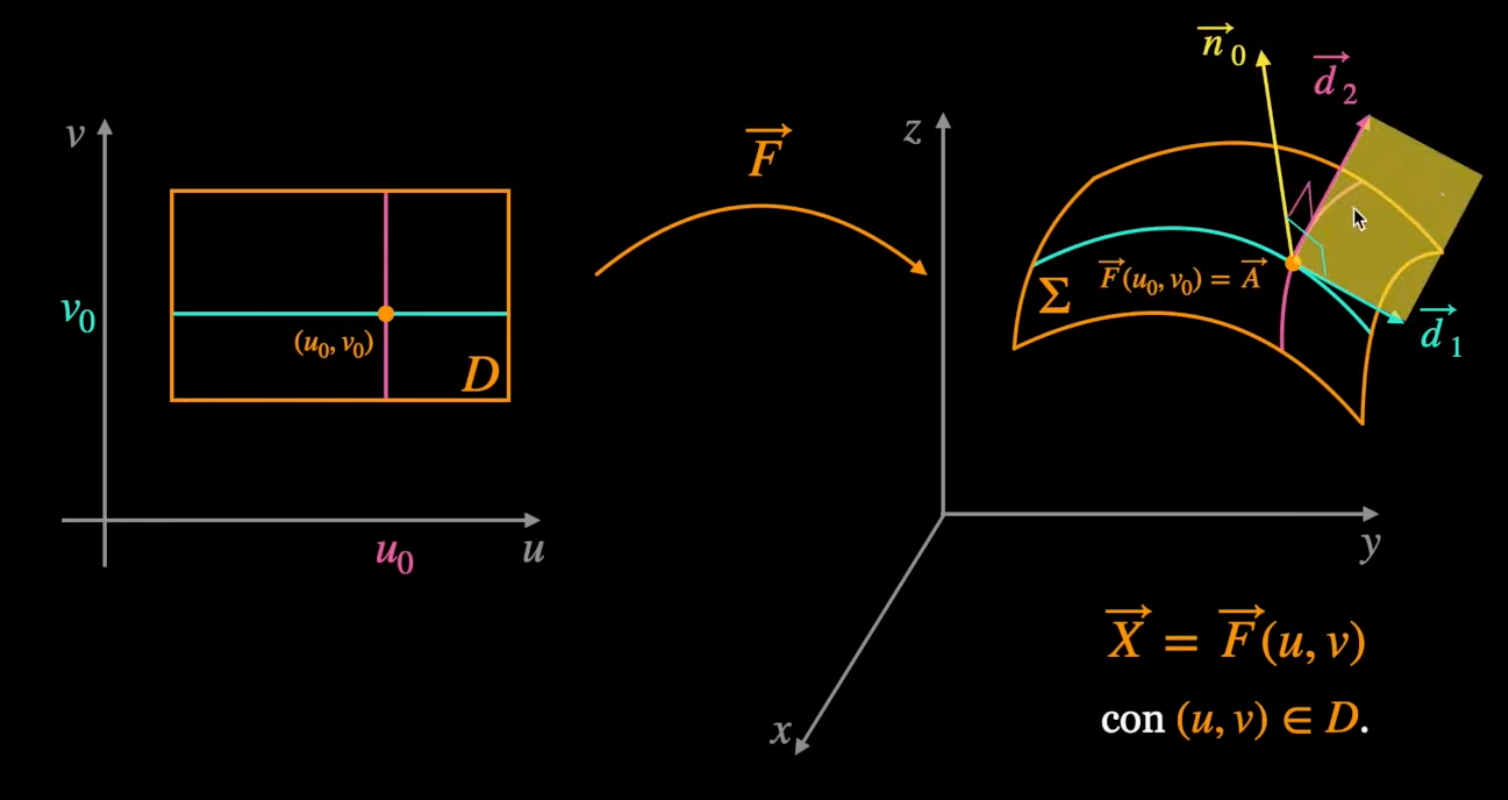 v
v₀
(u₀, v₀)
D
u₀
u
F⃗
z
n⃗₀
d⃗₂
Σ
F⃗(u₀, v₀) = A⃗
d⃗₁
y
x
X⃗ = F⃗(u, v)
con (u, v) ∈ D.